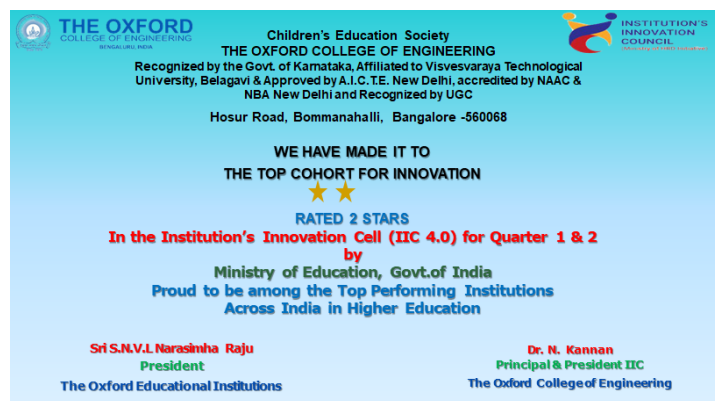 THE OXFORD
COLLEGE OF ENGINEERING
BENGALURU, INDIA
INSTITUTION'S
INNOVATION
COUNCIL
Children's Education Society
THE OXFORD COLLEGE OF ENGINEERING
Recognized by the Govt. of Karnataka, Affiliated to Visvesvaraya Technological
University, Belagavi & Approved by A.I.C.T.E. New Delhi, accredited by NAAC &
NBA New Delhi and Recognized by UGC
Hosur Road, Bommanahalli, Bangalore -560068
WE HAVE MADE IT TO
THE TOP COHORT FOR INNOVATION
RATED 2 STARS
In the Institution's Innovation Cell (IIC 4.0) for Quarter 1 & 2
by
Ministry of Education, Govt.of India
Proud to be among the Top Performing Institutions
Across India in Higher Education
Sri S.N.V.L Narasimha Raju
President
The Oxford Educational Institutions
Dr. N. Kannan
Principal & President IIC
The Oxford College of Engineering